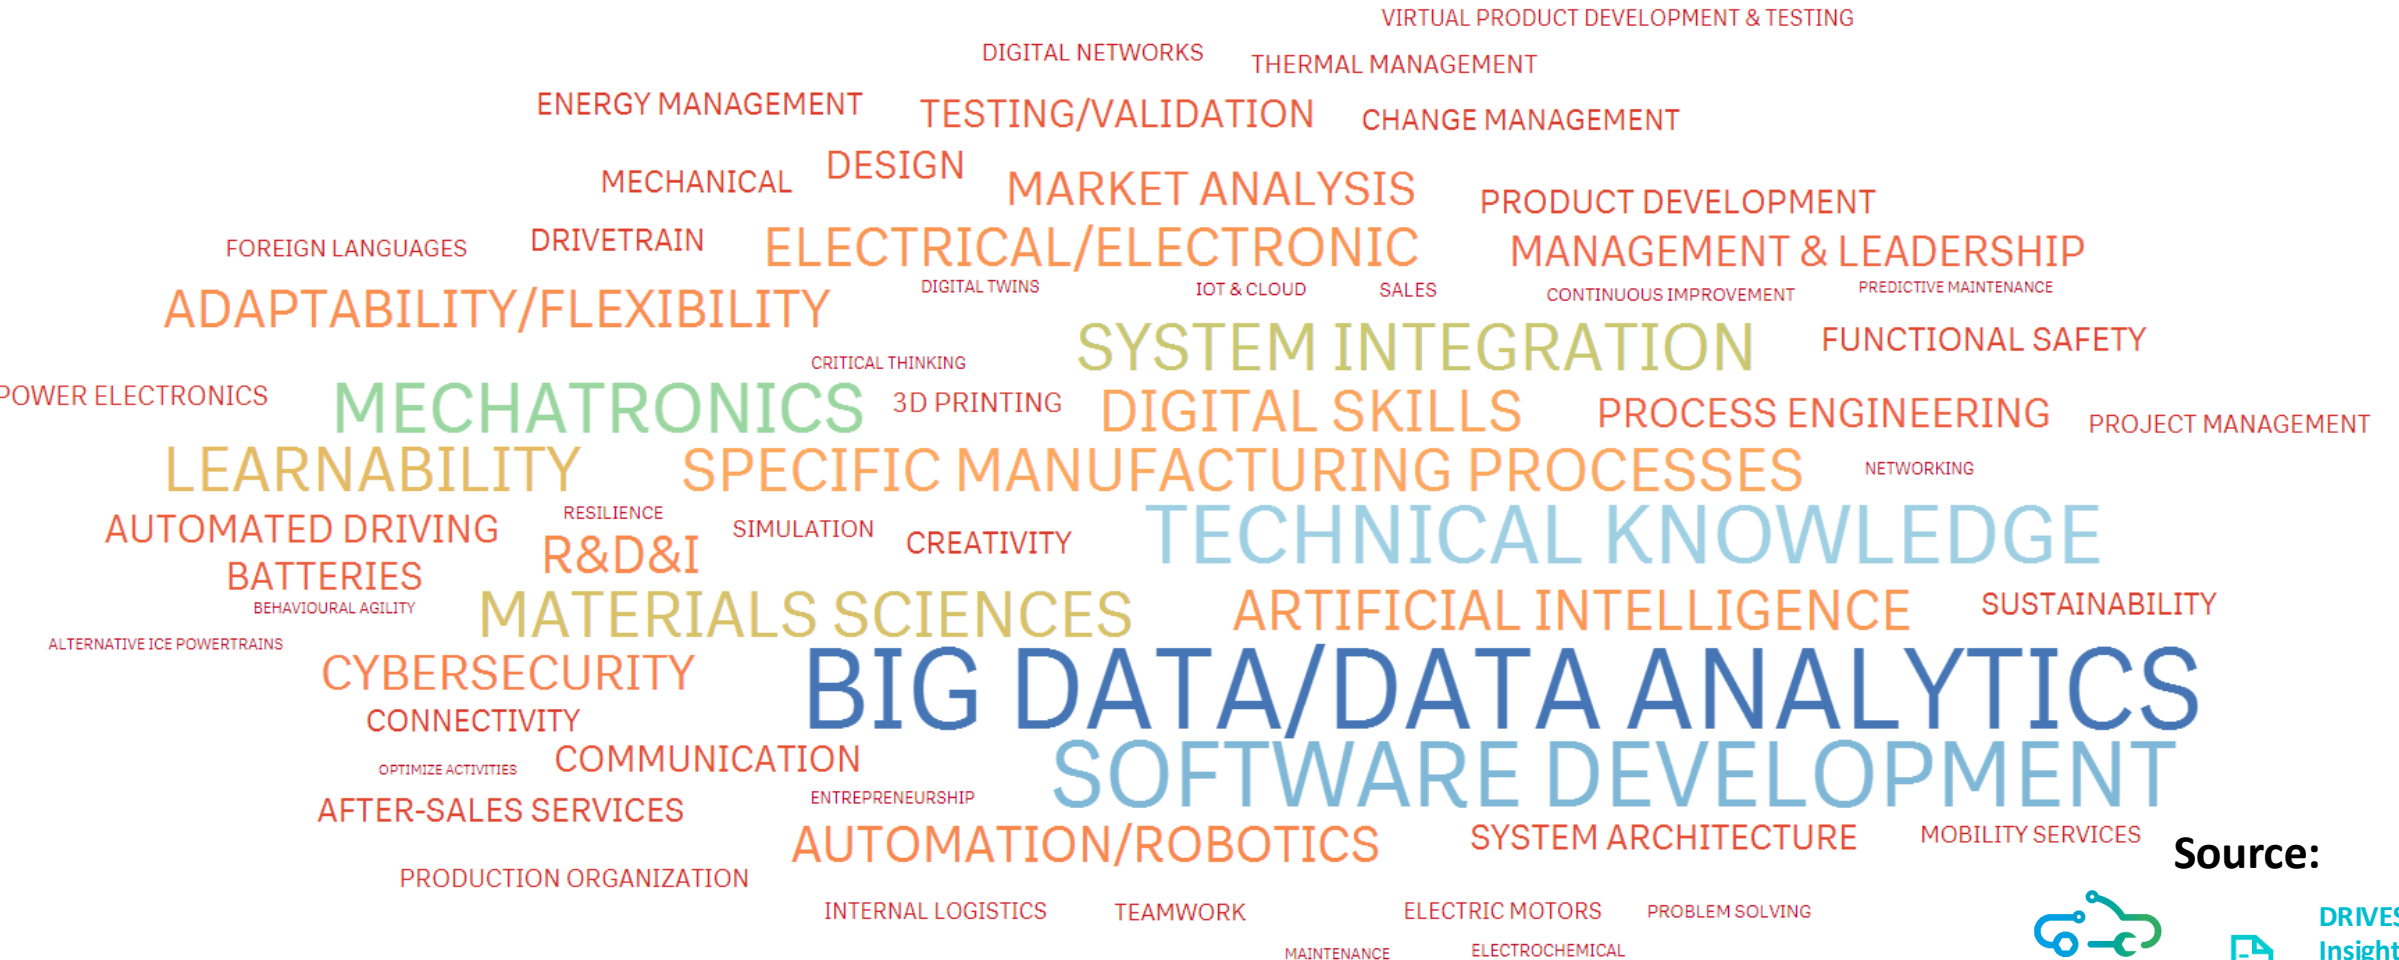 VIRTUAL PRODUCT DEVELOPMENT & TESTING
DIGITAL NETWORKS
THERMAL MANAGEMENT
ENERGY MANAGEMENT
TESTING/VALIDATION
CHANGE MANAGEMENT
MECHANICAL
DESIGN
MARKET ANALYSIS
PRODUCT DEVELOPMENT
FOREIGN LANGUAGES
DRIVETRAIN
ELECTRICAL/ELECTRONIC
MANAGEMENT & LEADERSHIP
DIGITAL TWINS
IOT & CLOUD
SALES
CONTINUOUS IMPROVEMENT
PREDICTIVE MAINTENANCE
ADAPTABILITY/FLEXIBILITY
SYSTEM INTEGRATION
FUNCTIONAL SAFETY
CRITICAL THINKING
POWER ELECTRONICS
MECHATRONICS
3D PRINTING
DIGITAL SKILLS
PROCESS ENGINEERING
PROJECT MANAGEMENT
LEARNABILITY
SPECIFIC MANUFACTURING PROCESSES
NETWORKING
AUTOMATED DRIVING
RESILIENCE
SIMULATION
CREATIVITY
TECHNICAL KNOWLEDGE
R&D&I
BATTERIES
BEHAVIOURAL AGILITY
MATERIALS SCIENCES
ARTIFICIAL INTELLIGENCE
SUSTAINABILITY
ALTERNATIVE ICE POWERTRAINS
CYBERSECURITY
BIG DATA/DATA ANALYTICS
CONNECTIVITY
COMMUNICATION
SOFTWARE DEVELOPMENT
OPTIMIZE ACTIVITIES
ENTREPRENEURSHIP
AFTER-SALES SERVICES
AUTOMATION/ROBOTICS
SYSTEM ARCHITECTURE
MOBILITY SERVICES
Source:
PRODUCTION ORGANIZATION
INTERNAL LOGISTICS
TEAMWORK
ELECTRIC MOTORS
PROBLEM SOLVING
MAINTENANCE
ELECTROCHEMICAL
DRIVES
Insight